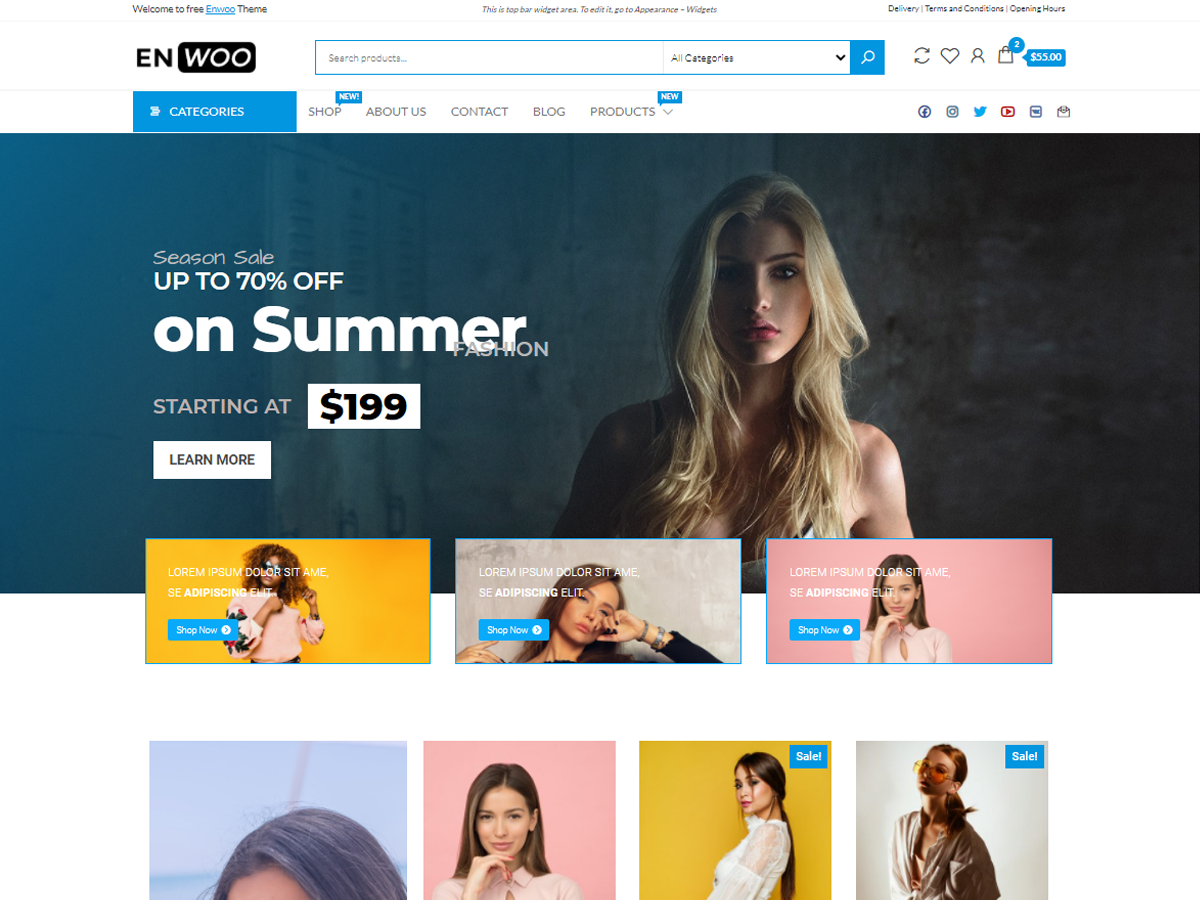 Welcome to free Enwoo Theme
This is top bar widget area. To edit it, go to Appearance – Widgets
Delivery | Terms and Conditions | Opening Hours
EN WOO
Search products...
All Categories
2
$55.00
CATEGORIES
SHOP
NEW!
ABOUT US
CONTACT
BLOG
PRODUCTS
NEW
Season Sale
UP TO 70% OFF
on Summer
FASHION
STARTING AT
$199
LEARN MORE
LOREM IPSUM DOLOR SIT AME,
SE ADIPISCING ELIT.
Shop Now
LOREM IPSUM DOLOR SIT AME,
SE ADIPISCING ELIT.
Shop Now
LOREM IPSUM DOLOR SIT AME,
SE ADIPISCING ELIT.
Shop Now
Sale!
Sale!